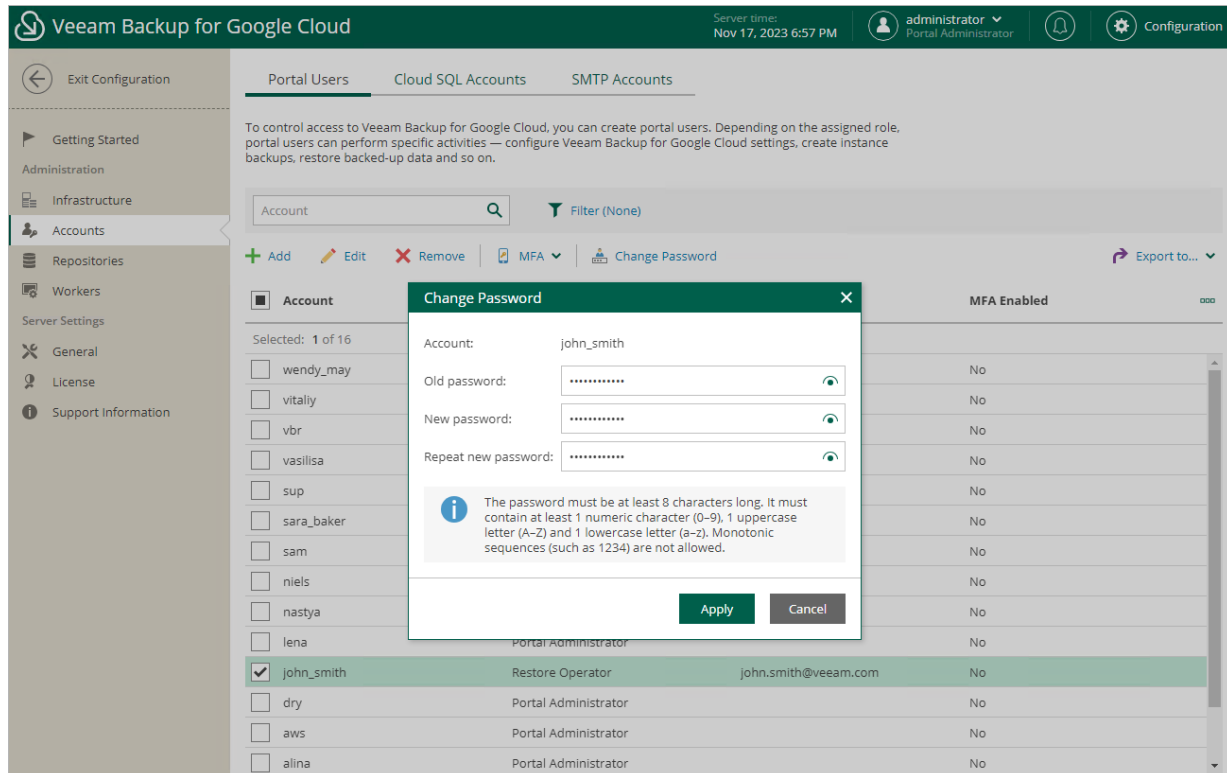 Veeam Backup for Google Cloud
Server time:
Nov 17, 2023 6:57 PM
administrator
Portal Administrator
Configuration
Exit Configuration
Getting Started
Administration
Infrastructure
Accounts
Repositories
Workers
Server Settings
General
License
Support Information
Portal Users Cloud SQL Accounts SMTP Accounts
To control access to Veeam Backup for Google Cloud, you can create portal users. Depending on the assigned role,
portal users can perform specific activities — configure Veeam Backup for Google Cloud settings, create instance
backups, restore backed-up data and so on.
Account
Filter (None)
Add Edit Remove MFA Change Password Export to...
Account MFA Enabled
Selected: 1 of 16
wendy_may No
vitaliy No
vbr No
vasilisa No
sup No
sara_baker No
sam No
niels No
nastya No
lena Portal Administrator No
john_smith Restore Operator john.smith@veeam.com No
dry Portal Administrator No
aws Portal Administrator No
alina Portal Administrator No
Change Password
Account: john_smith
Old password: ••••••••••••
New password: ••••••••••••
Repeat new password: ••••••••••••
The password must be at least 8 characters long. It must
contain at least 1 numeric character (0–9), 1 uppercase
letter (A–Z) and 1 lowercase letter (a–z). Monotonic
sequences (such as 1234) are not allowed.
Apply Cancel